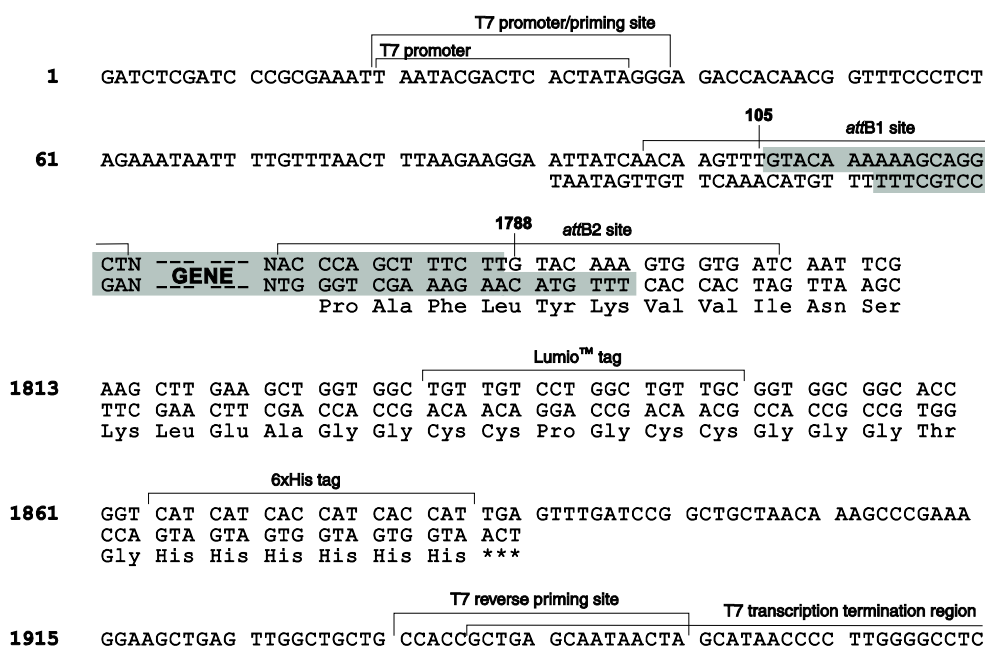 T7 promoter/priming site
T7 promoter
1 GATCTCGATC CCGCGAAATT AATACGACTC ACTATAGGGA GACCACAACG GTTTCCCTCT
105 attB1 site
61 AGAAATAATT TTGTTTAACT TTAAGAAGGA ATTATCAACA AGTTTGTACA AAAAAGCAGG
TAATAGTTGT TCAAACATGT TTTTTCGTCC
1788 attB2 site
CTN --- --- NAC CCA GCT TTC TTG TAC AAA GTG GTG ATC AAT TCG
GENE
GAN --- --- NTG GGT CGA AAG AAC ATG TTT CAC CAC TAG TTA AGC
Pro Ala Phe Leu Tyr Lys Val Val Ile Asn Ser
Lumio™ tag
1813 AAG CTT GAA GCT GGT GGC TGT TGT CCT GGC TGT TGC GGT GGC GGC ACC
TTC GAA CTT CGA CCA CCG ACA ACA GGA CCG ACA ACG CCA CCG CCG TGG
Lys Leu Glu Ala Gly Gly Cys Cys Pro Gly Cys Cys Gly Gly Gly Thr
6xHis tag
1861 GGT CAT CAT CAC CAT CAC CAT TGA GTTTGATCCG GCTGCTAACA AAGCCCGAAA
CCA GTA GTA GTG GTA GTG GTA ACT
Gly His His His His His His ***
T7 reverse priming site
T7 transcription termination region
1915 GGAAGCTGAG TTGGCTGCTG CCACCGCTGA GCAATAACTA GCATAACCCC TTGGGGCCTC